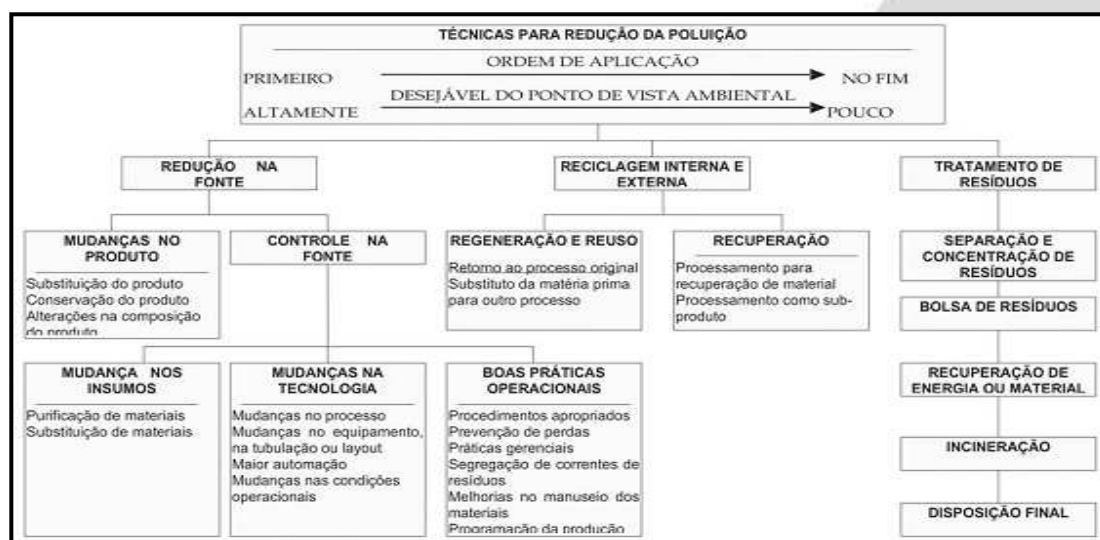 TÉCNICAS PARA REDUÇÃO DA POLUIÇÃO
ORDEM DE APLICAÇÃO
PRIMEIRO
NO FIM
DESEJÁVEL DO PONTO DE VISTA AMBIENTAL
ALTAMENTE
POUCO
REDUÇÃO NA
FONTE
RECICLAGEM INTERNA E
EXTERNA
TRATAMENTO DE
RESÍDUOS
MUDANÇAS NO
PRODUTO
Substituição do produto
Conservação do produto
Alterações na composição
do produto
CONTROLE NA
FONTE
REGENERAÇÃO E REUSO
Retorno ao processo original
Substituto da matéria prima
para outro processo
RECUPERAÇÃO
Processamento para
recuperação de material
Processamento como sub-
produto
SEPARAÇÃO E
CONCENTRAÇÃO DE
RESÍDUOS
BOLSA DE RESÍDUOS
MUDANÇA NOS
INSUMOS
Purificação de materiais
Substituição de materiais
MUDANÇAS NA
TECNOLOGIA
Mudanças no processo
Mudanças no equipamento,
na tubulação ou layout
Maior automação
Mudanças nas condições
operacionais
BOAS PRÁTICAS
OPERACIONAIS
Procedimentos apropriados
Prevenção de perdas
Práticas gerenciais
Segregação de correntes de
resíduos
Melhorias no manuseio dos
materiais
Programação da produção
RECUPERAÇÃO DE
ENERGIA OU MATERIAL
INCINERAÇÃO
DISPOSIÇÃO FINAL